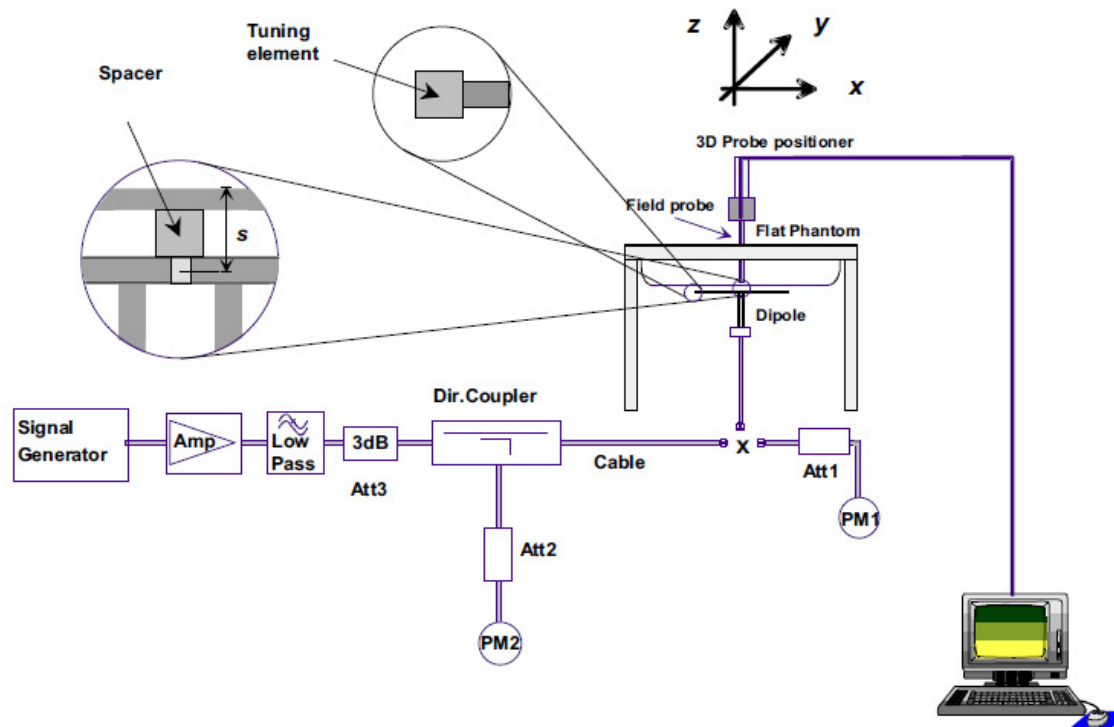 Tuning
element
Spacer
s
z
y
x
3D Probe positioner
Field probe
Flat Phantom
Dipole
Dir.Coupler
Signal
Generator
Amp
Low
Pass
3dB
Att3
Cable
X
Att1
PM1
Att2
PM2